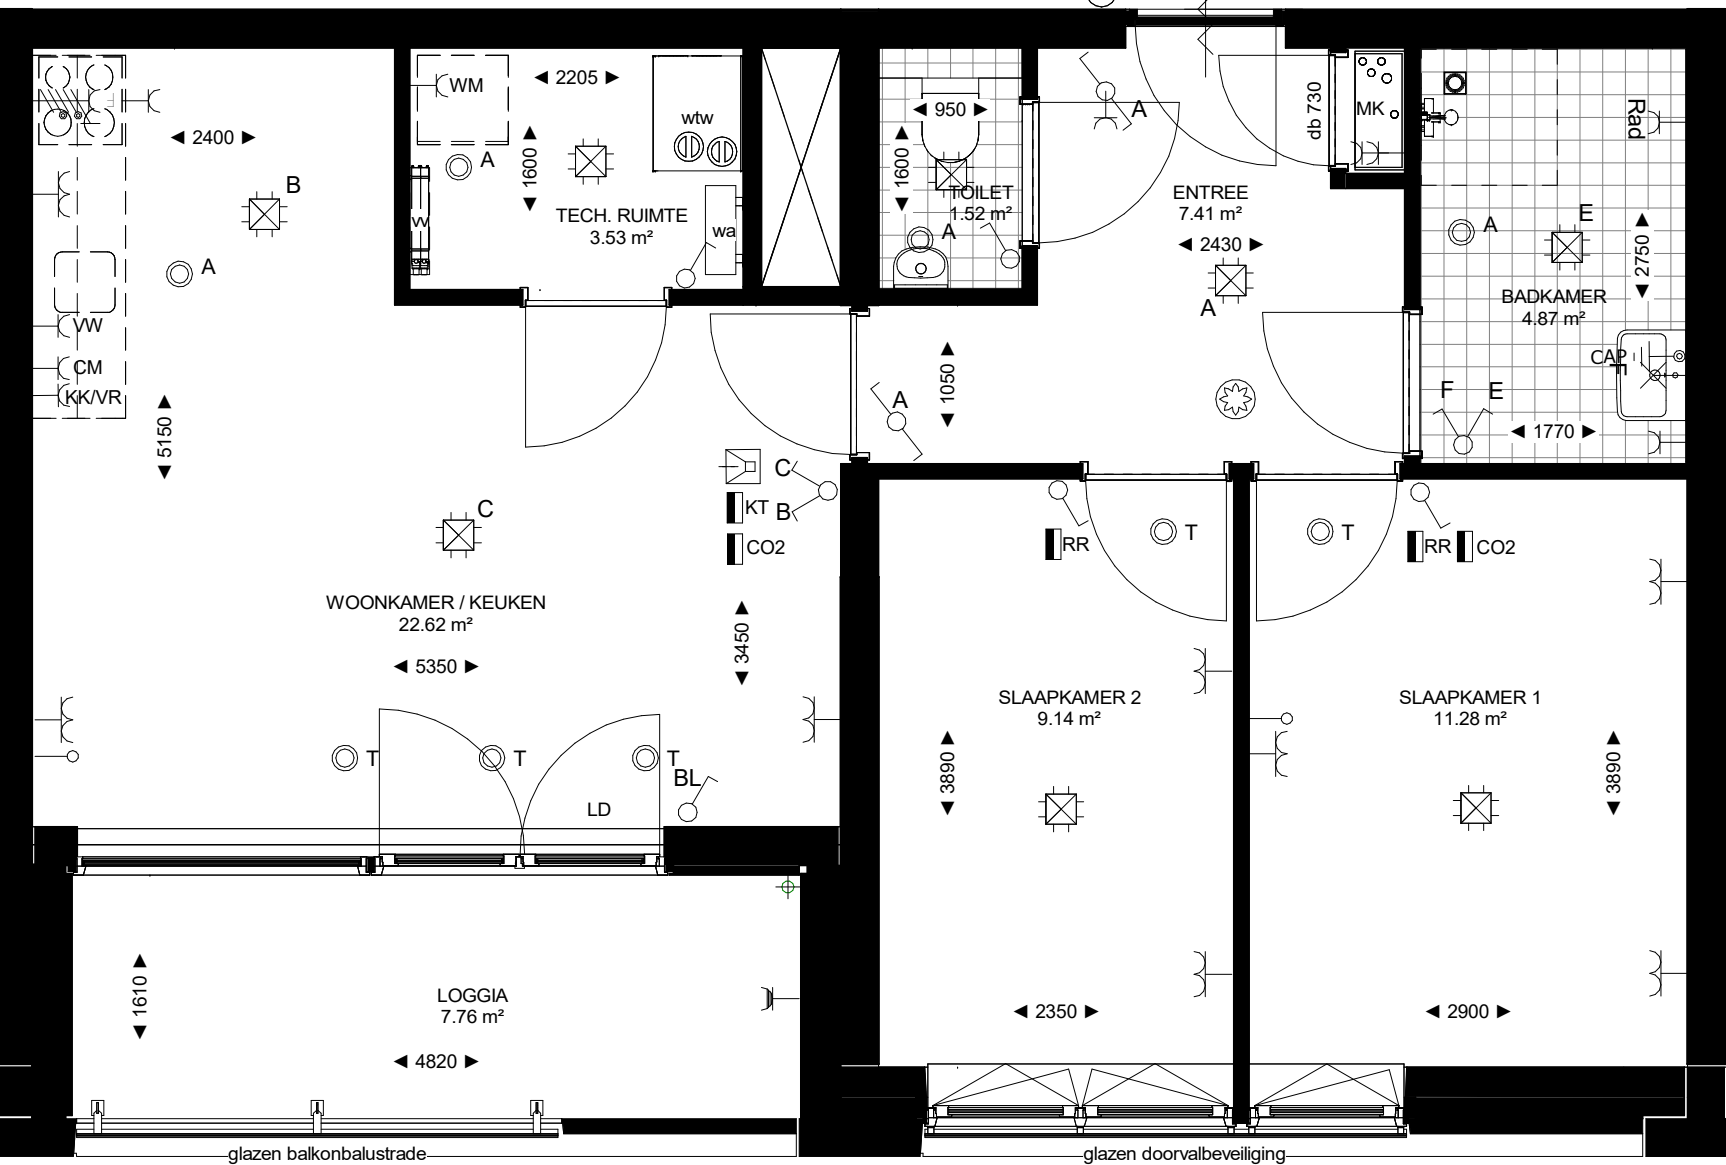 WM
2205
wtw
2400
A
1600
B
TECH. RUIMTE
3.53 m²
wa
A
VW
CM
KK/VR
5150
950
1600
TOILET
1.52 m²
A
A
ENTREE
7.41 m²
2430
A
db 730
MK
Rad
A
E
2750
BADKAMER
4.87 m²
CAP
F
E
1770
1050
A
C
B
KT
CO2
C
WOONKAMER / KEUKEN
22.62 m²
5350
3450
T
T
T
BL
LD
RR
T
T
RR
CO2
SLAAPKAMER 2
9.14 m²
3890
2350
SLAAPKAMER 1
11.28 m²
3890
2900
LOGGIA
7.76 m²
1610
4820
glazen balkonbalustrade
glazen doorvalbeveiliging